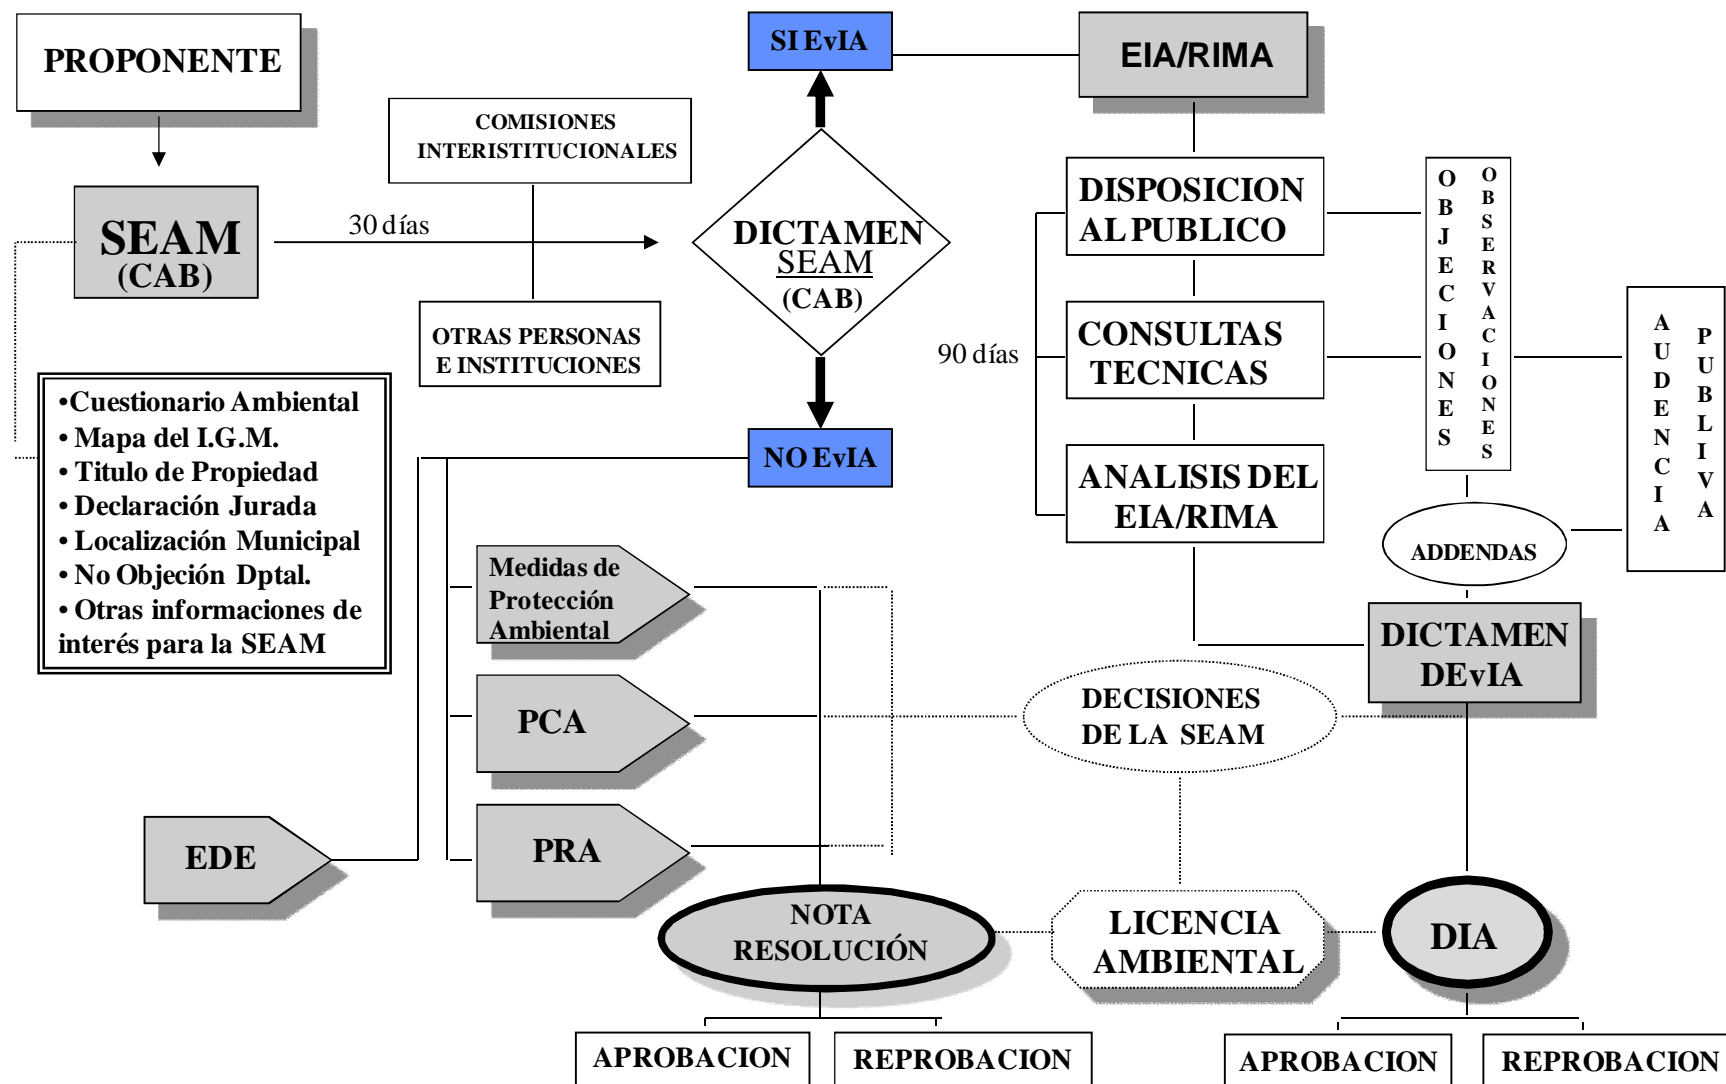 PROPONENTE
SI EvIA
EIA/RIMA
COMISIONES
INTERISTITUCIONALES
SEAM
(CAB)
30 días
DICTAMEN
SEAM
(CAB)
OTRAS PERSONAS
E INSTITUCIONES
NO EvIA
•Cuestionario Ambiental
• Mapa del I.G.M.
• Titulo de Propiedad
• Declaración Jurada
• Localización Municipal
• No Objeción Dptal.
• Otras informaciones de
interés para la SEAM
DISPOSICION
AL PUBLICO
90 días
CONSULTAS
TECNICAS
ANALISIS DEL
EIA/RIMA
OBJECIONES
OBSERVACIONES
AUDENCIA
PUBLIVA
ADDENDAS
DICTAMEN
DEvIA
Medidas de
Protección
Ambiental
PCA
PRA
EDE
DECISIONES
DE LA SEAM
NOTA
RESOLUCIÓN
LICENCIA
AMBIENTAL
DIA
APROBACION
REPROBACION
APROBACION
REPROBACION